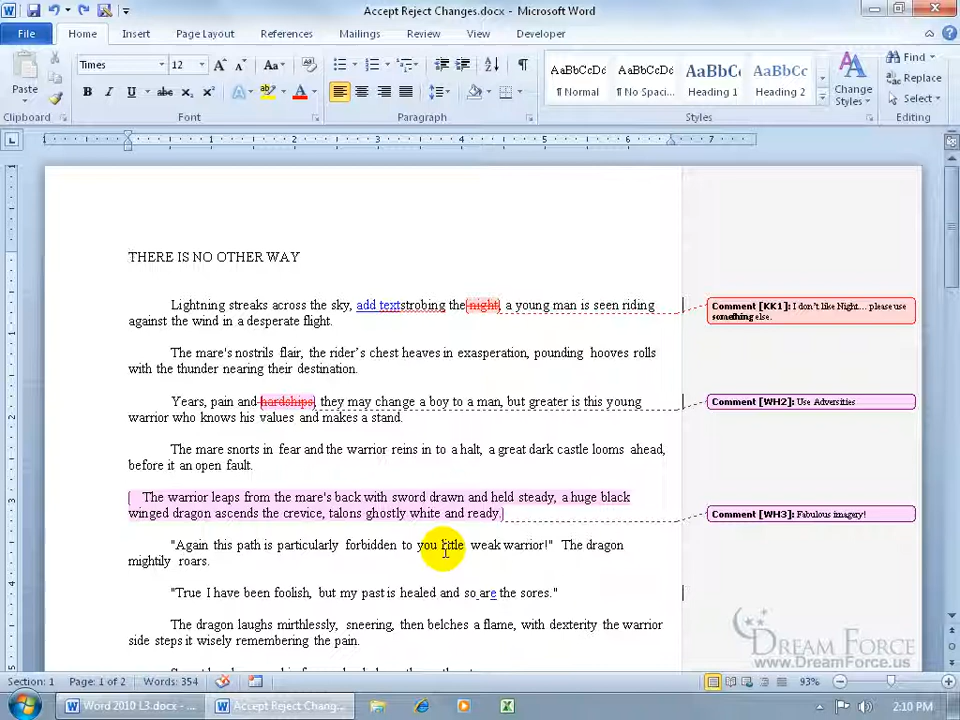 Accept Reject Changes.docx - Microsoft Word
File Home Insert Page Layout References Mailings Review View Developer
Times 12 Aa
Find
Paste
Replace
B I U abc x₂ x² A ab A
AaBbCcDd AaBbCcDd AaBbCc AaBbCc
¶ Normal ¶ No Spaci... Heading 1 Heading 2
Change Styles
Select
Clipboard Font Paragraph Styles Editing
1 2 3 4 5 6 7
THERE IS NO OTHER WAY
Lightning streaks across the sky, add textstrobing the night, a young man is seen riding
against the wind in a desperate flight.
Comment [KK1]: I don't like Night... please use
something else.
The mare's nostrils flair, the rider's chest heaves in exasperation, pounding hooves rolls
with the thunder nearing their destination.
Years, pain and hardships, they may change a boy to a man, but greater is this young
warrior who knows his values and makes a stand.
Comment [WH2]: Use Adversities
The mare snorts in fear and the warrior reins in to a halt, a great dark castle looms ahead,
before it an open fault.
The warrior leaps from the mare's back with sword drawn and held steady, a huge black
winged dragon ascends the crevice, talons ghostly white and ready.
Comment [WH3]: Fabulous imagery!
"Again this path is particularly forbidden to you little weak warrior!" The dragon
mightily roars.
"True I have been foolish, but my past is healed and so are the sores."
The dragon laughs mirthlessly, sneering, then belches a flame, with dexterity the warrior
side steps it wisely remembering the pain.
DREAM FORCE
www.DreamForce.us
Section: 1 Page: 1 of 2 Words: 354 93%
Word 2010 L3.docx - ... Accept Reject Chang... 2:10 PM